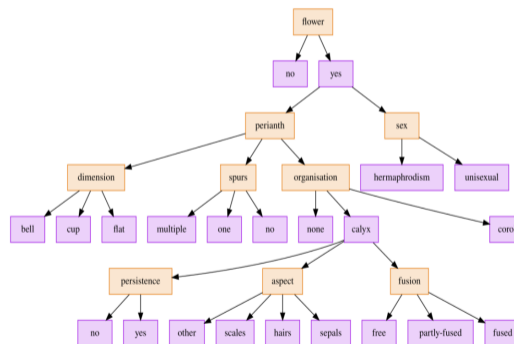 flower
no yes
perianth sex
dimension spurs organisation hermaphrodism unisexual
bell cup flat multiple one no none calyx coro
persistence aspect fusion
no yes other scales hairs sepals free partly-fused fused